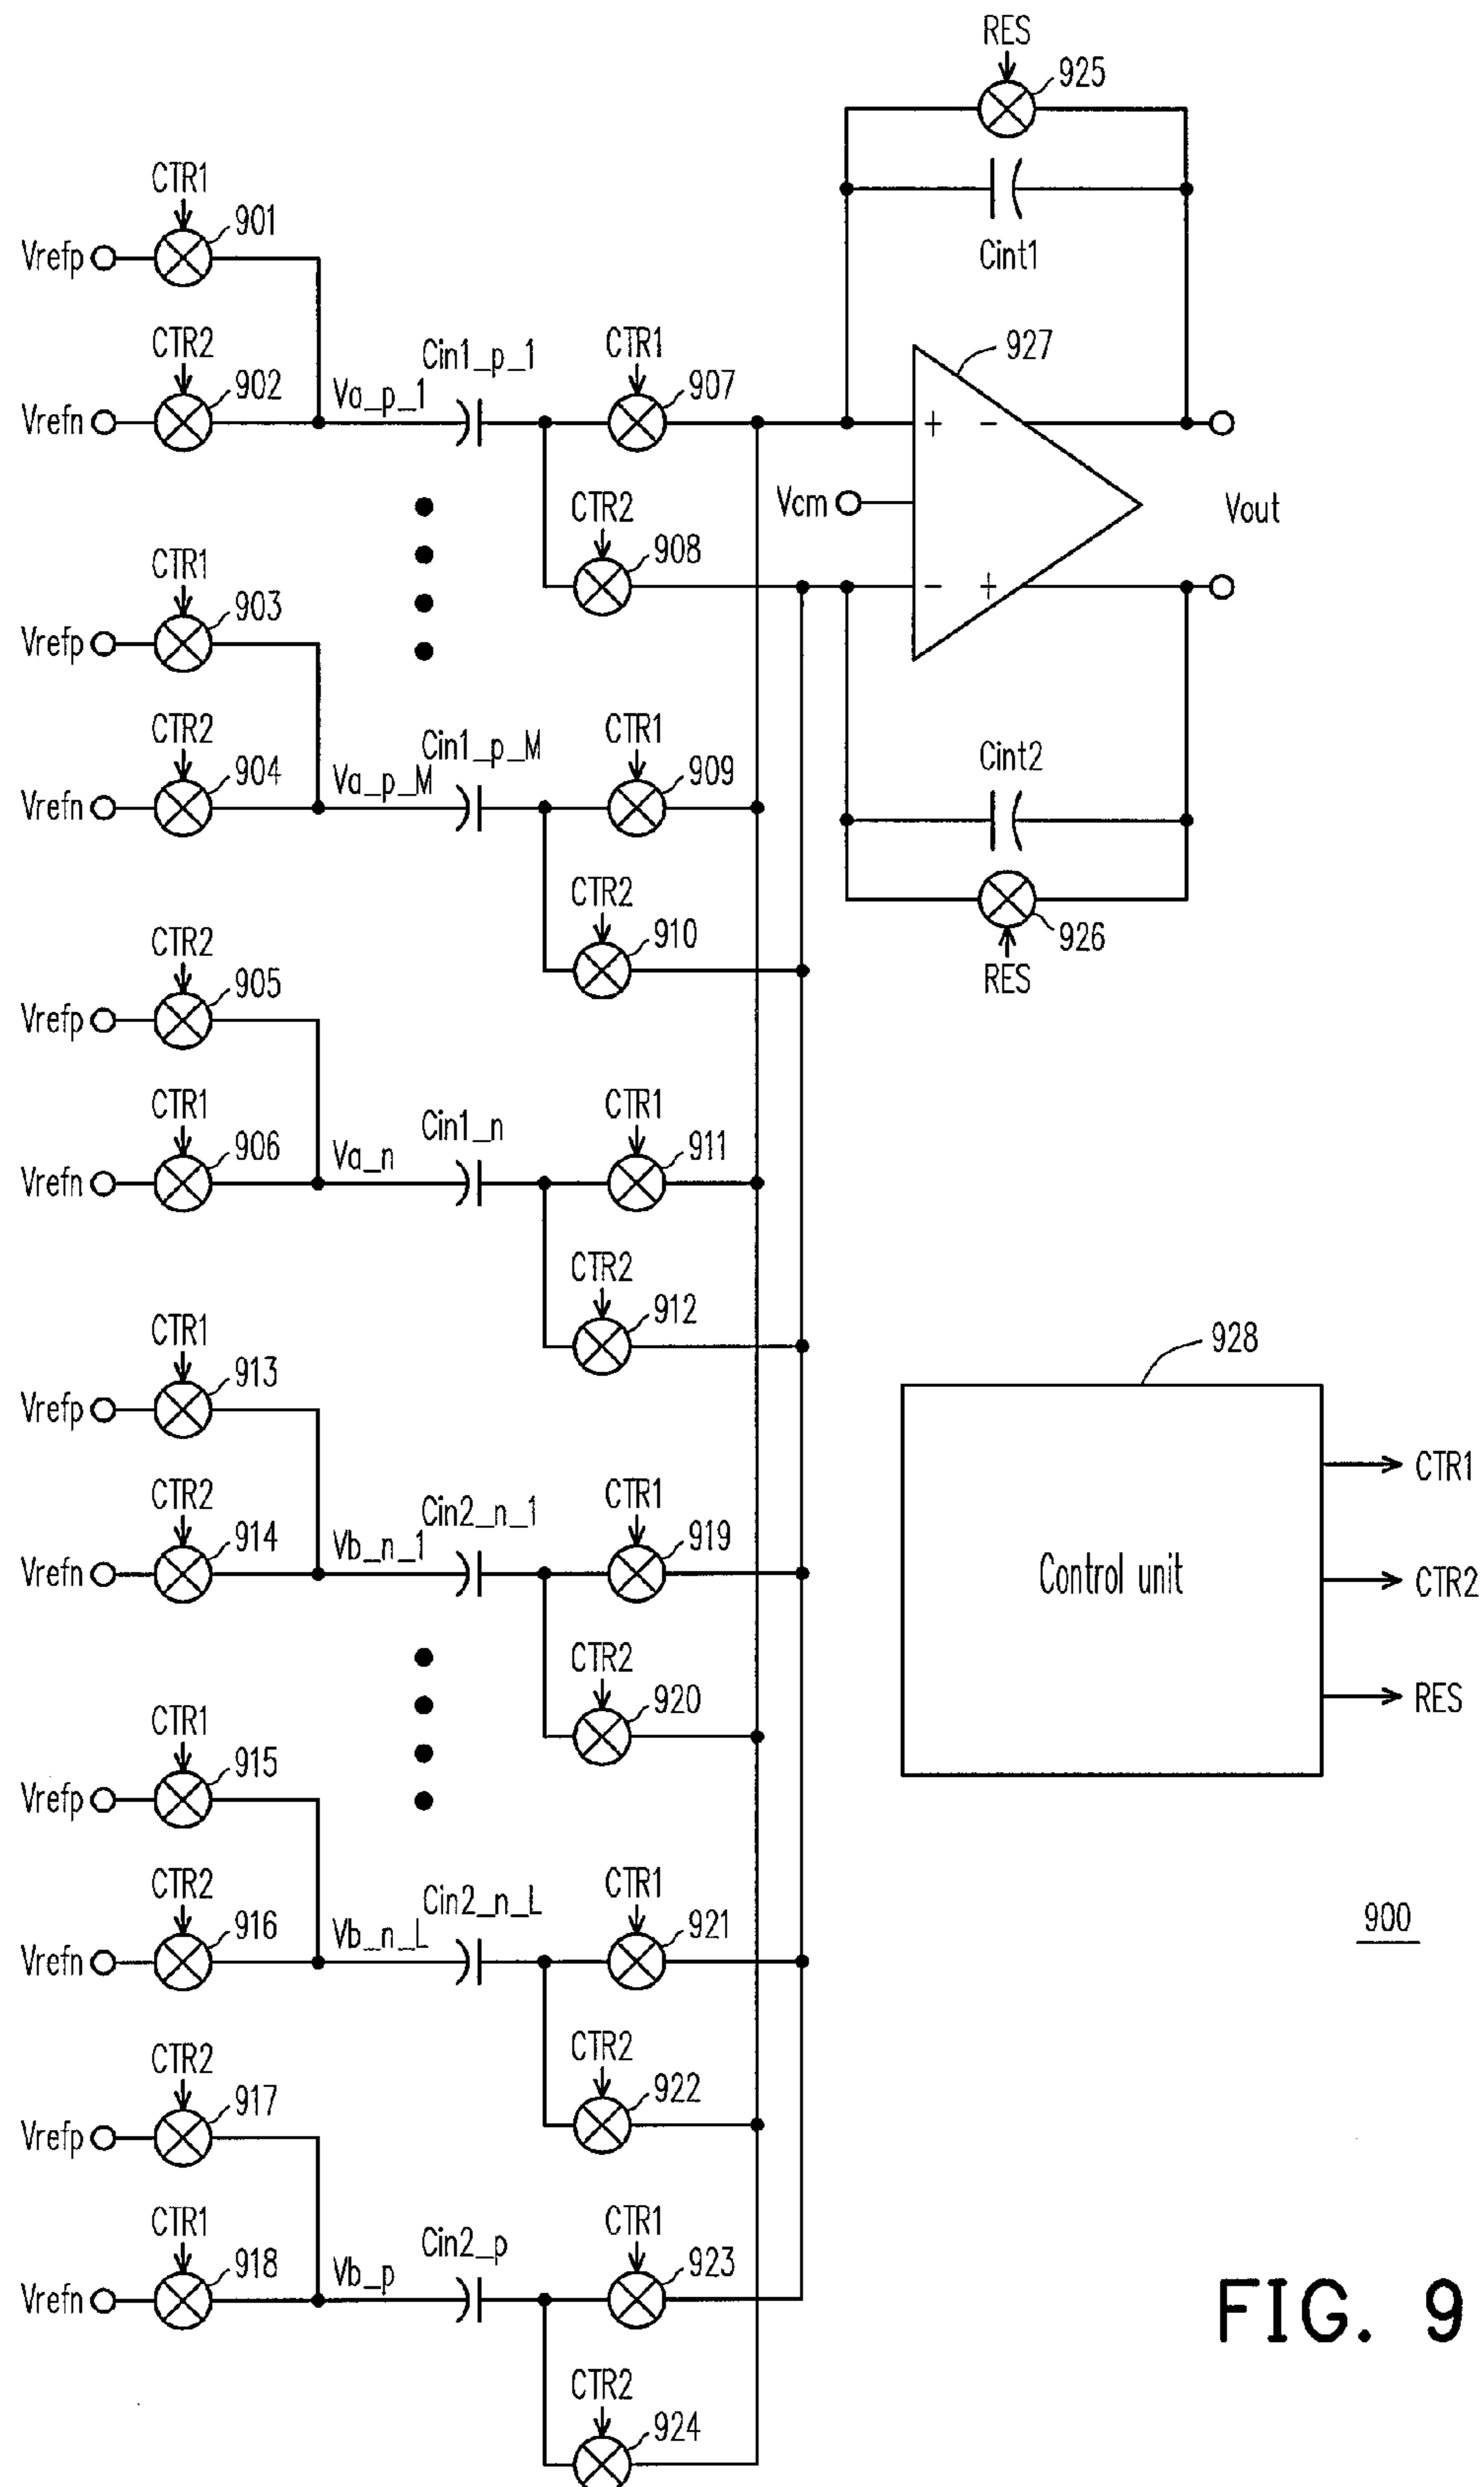 RES
925
CTR1
901
Vrefp
Cint1
CTR2
902
Vrefn
Va_p_1
Cin1_p_1
CTR1
907
927
+ -
Vcm
Vout
CTR2
908
- +
CTR1
903
Vrefp
CTR2
904
Vrefn
Va_p_M
Cin1_p_M
CTR1
909
Cint2
CTR2
910
926
RES
CTR2
905
Vrefp
CTR1
906
Vrefn
Va_n
Cin1_n
CTR1
911
CTR2
912
CTR1
913
Vrefp
928
Control unit
CTR1
CTR2
RES
CTR2
914
Vrefn
Vb_n_1
Cin2_n_1
CTR1
919
CTR2
920
CTR1
915
Vrefp
CTR2
916
Vrefn
Vb_n_L
Cin2_n_L
CTR1
921
900
CTR2
922
CTR2
917
Vrefp
CTR1
918
Vrefn
Vb_p
Cin2_p
CTR1
923
CTR2
924
FIG. 9